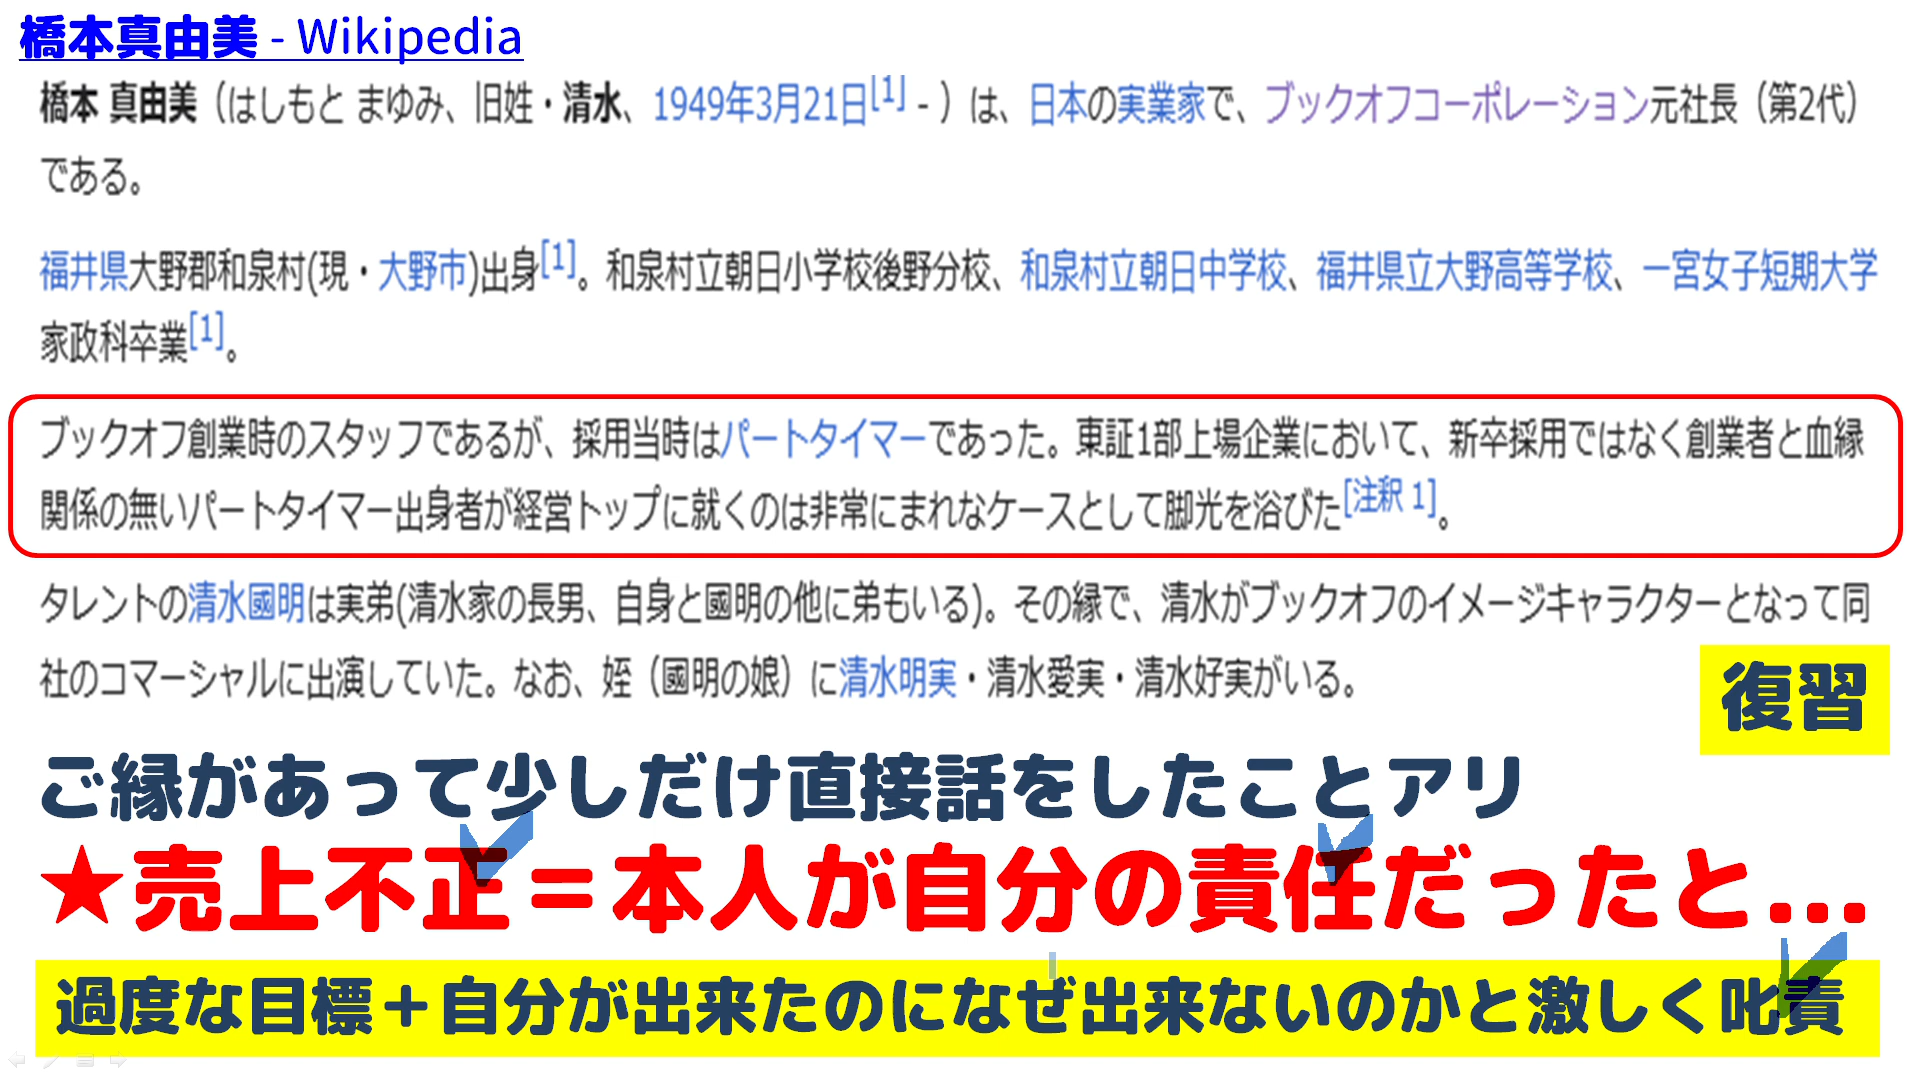 橋本真由美 - Wikipedia
橋本 真由美（はしもと まゆみ、旧姓・清水、1949年3月21日[1] - ）は、日本の実業家で、ブックオフコーポレーション元社長（第2代）
である。
福井県大野郡和泉村(現・大野市)出身[1]。和泉村立朝日小学校後野分校、和泉村立朝日中学校、福井県立大野高等学校、一宮女子短期大学
家政科卒業[1]。
ブックオフ創業時のスタッフであるが、採用当時はパートタイマーであった。東証1部上場企業において、新卒採用ではなく創業者と血縁
関係の無いパートタイマー出身者が経営トップに就くのは非常にまれなケースとして脚光を浴びた[注釈 1]。
タレントの清水國明は実弟(清水家の長男、自身と國明の他に弟もいる)。その縁で、清水がブックオフのイメージキャラクターとなって同
社のコマーシャルに出演していた。なお、姪（國明の娘）に清水明実・清水愛実・清水好実がいる。
復習
ご縁があって少しだけ直接話をしたことアリ
★売上不正＝本人が自分の責任だったと…
過度な目標＋自分が出来たのになぜ出来ないのかと激しく叱責